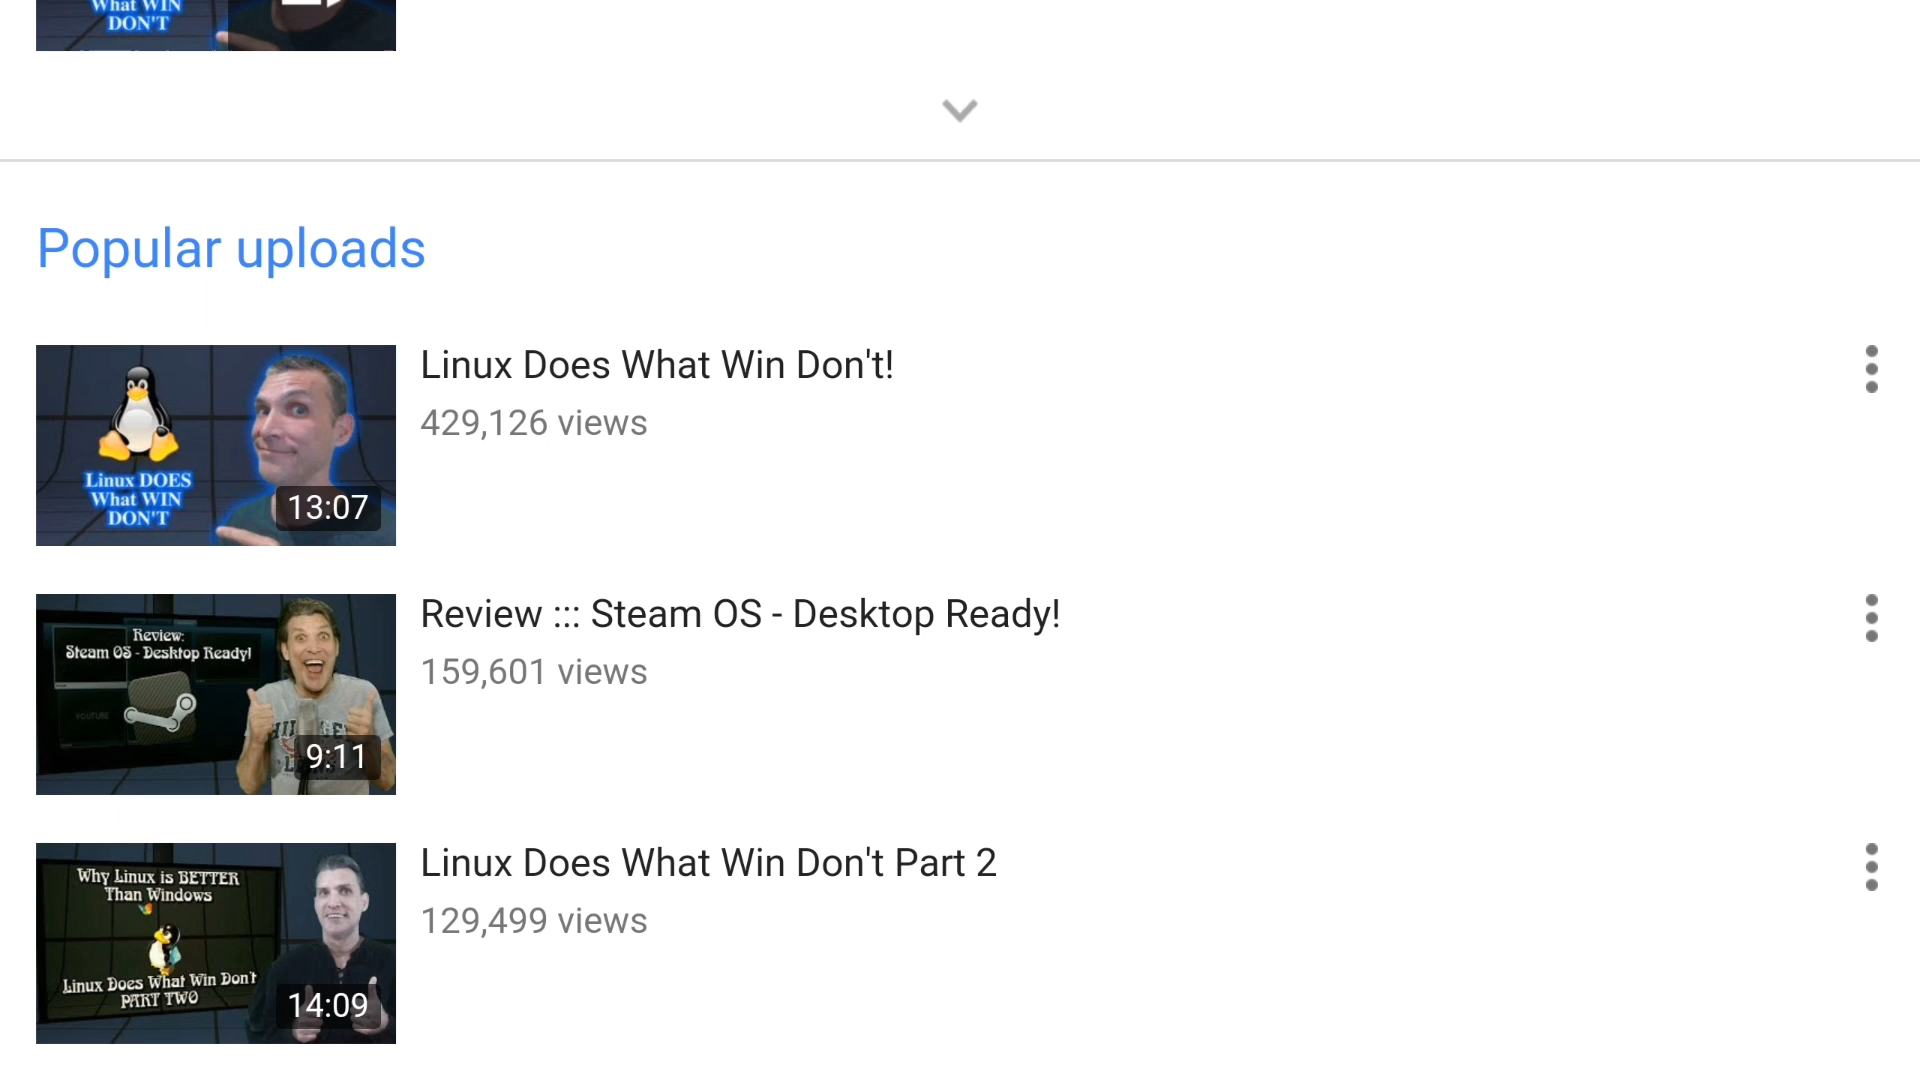 What WIN
DON'T
Popular uploads
Linux DOES
What WIN
DON'T
13:07
Linux Does What Win Don't!
429,126 views
Review:
Steam OS - Desktop Ready!
YOUTUBE
9:11
Review ::: Steam OS - Desktop Ready!
159,601 views
Why Linux is BETTER
Than Windows
Linux Does What Win Don't
PART TWO
14:09
Linux Does What Win Don't Part 2
129,499 views